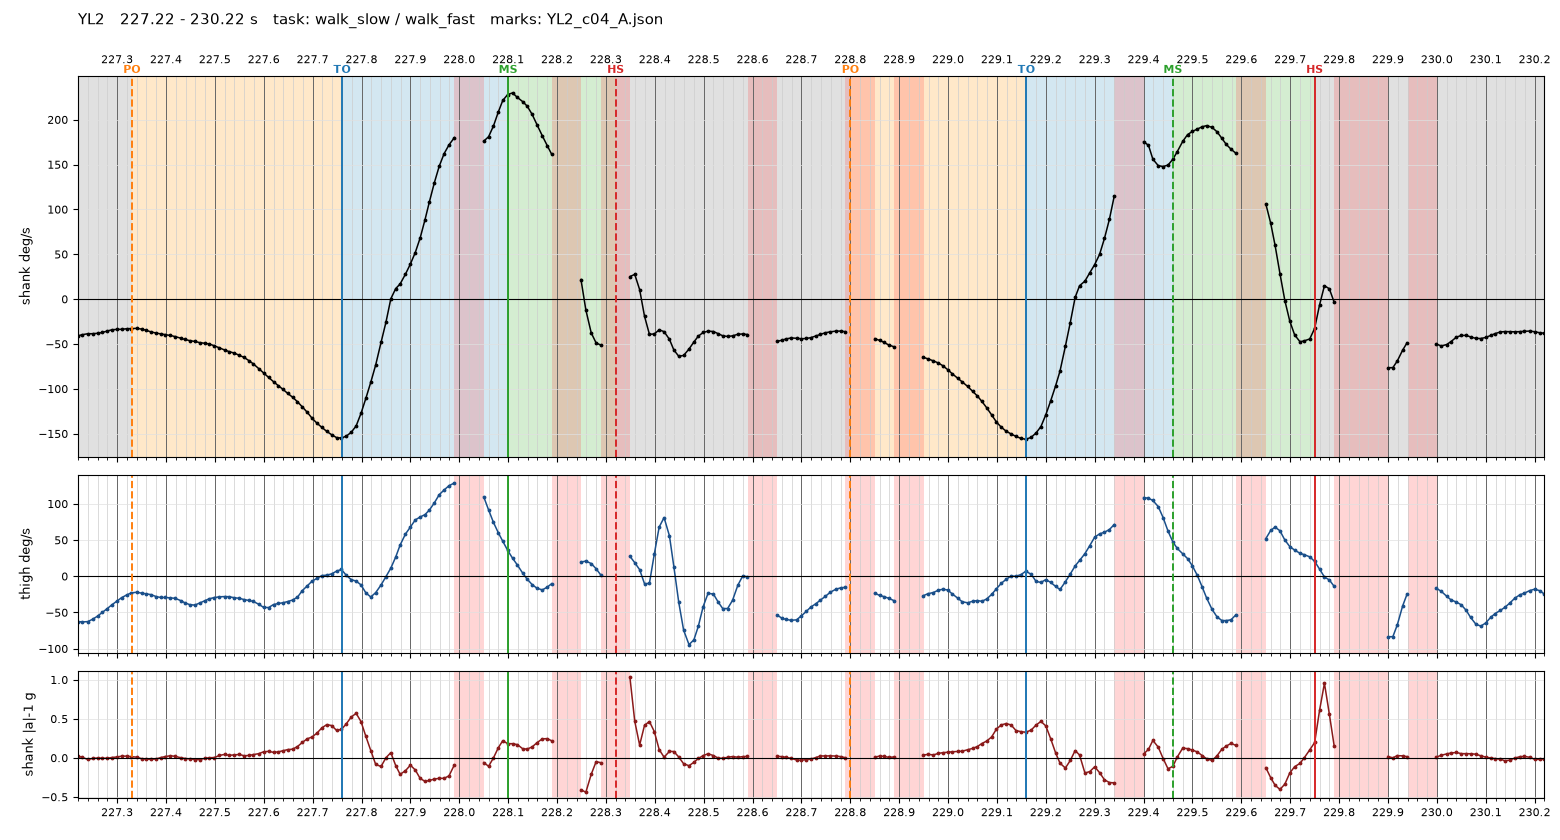 YL2   227.22 - 230.22 s   task: walk_slow / walk_fast   marks: YL2_c04_A.json
227.3 227.4 227.5 227.6 227.7 227.8 227.9 228.0 228.1 228.2 228.3 228.4 228.5 228.6 228.7 228.8 228.9 229.0 229.1 229.2 229.3 229.4 229.5 229.6 229.7 229.8 229.9 230.0 230.1 230.2
PO TO MS HS PO TO MS HS
shank deg/s
200
150
100
50
0
−50
−100
−150
thigh deg/s
100
50
0
−50
−100
shank |a|-1 g
1.0
0.5
0.0
−0.5
227.3 227.4 227.5 227.6 227.7 227.8 227.9 228.0 228.1 228.2 228.3 228.4 228.5 228.6 228.7 228.8 228.9 229.0 229.1 229.2 229.3 229.4 229.5 229.6 229.7 229.8 229.9 230.0 230.1 230.2